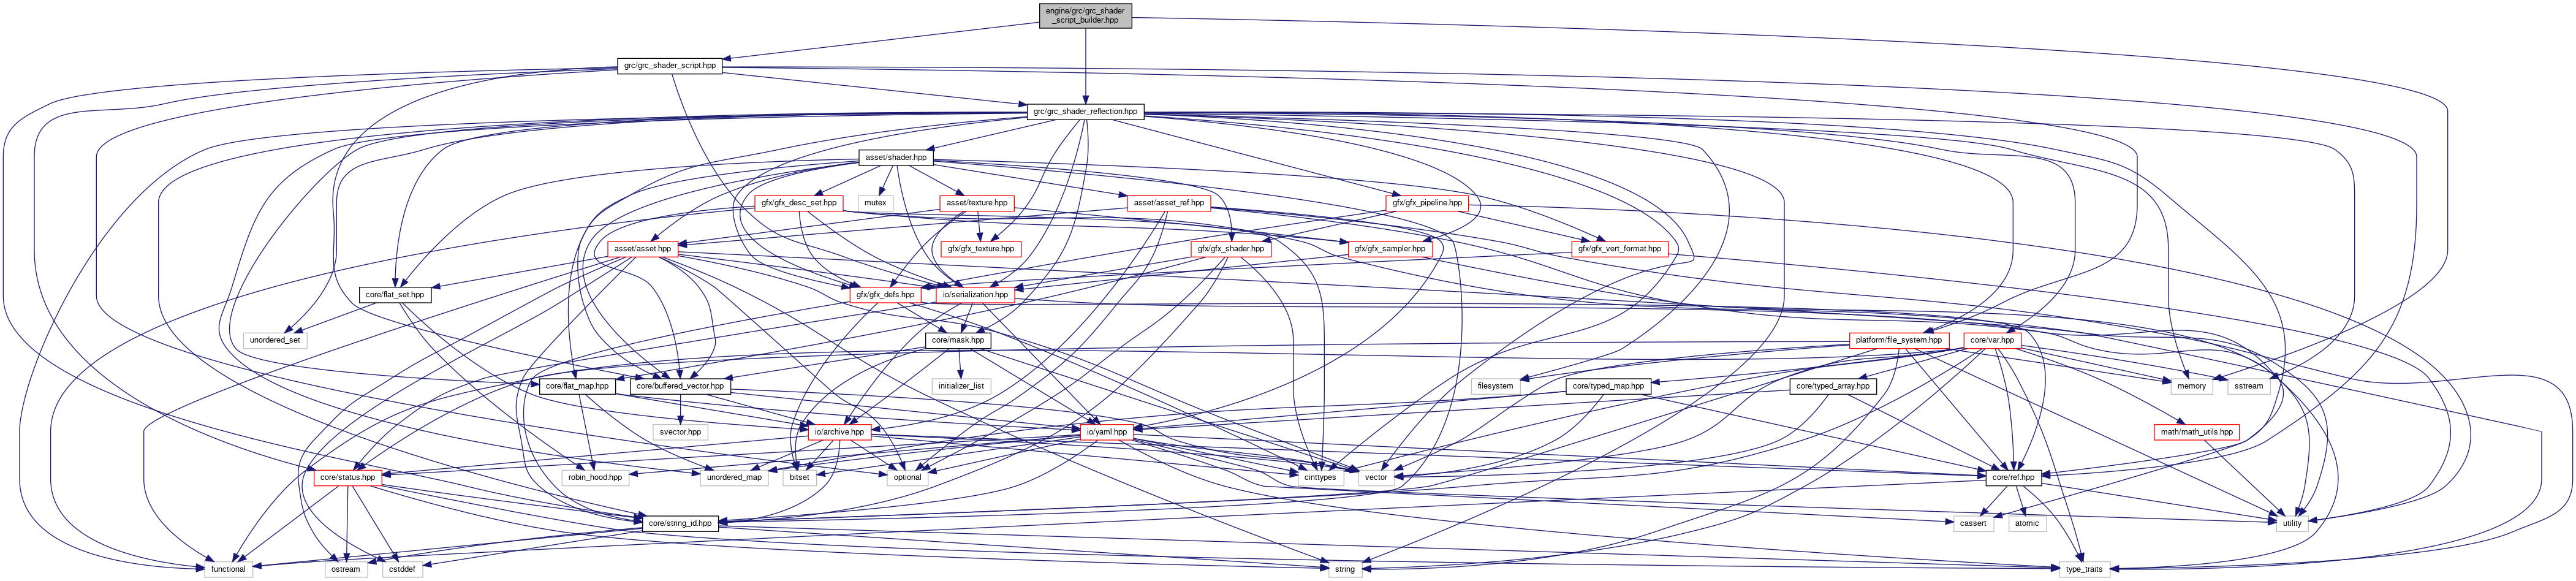 engine/grc/grc_shader
_script_builder.hpp
grc/grc_shader_script.hpp
grc/grc_shader_reflection.hpp
asset/shader.hpp
gfx/gfx_desc_set.hpp
mutex
asset/texture.hpp
asset/asset_ref.hpp
gfx/gfx_pipeline.hpp
asset/asset.hpp
gfx/gfx_texture.hpp
gfx/gfx_shader.hpp
gfx/gfx_sampler.hpp
gfx/gfx_vert_format.hpp
core/flat_set.hpp
gfx/gfx_defs.hpp
io/serialization.hpp
unordered_set
core/mask.hpp
platform/file_system.hpp
core/var.hpp
core/flat_map.hpp
core/buffered_vector.hpp
initializer_list
filesystem
core/typed_map.hpp
core/typed_array.hpp
memory
sstream
svector.hpp
io/archive.hpp
io/yaml.hpp
math/math_utils.hpp
core/status.hpp
robin_hood.hpp
unordered_map
bitset
optional
cinttypes
vector
core/ref.hpp
core/string_id.hpp
cassert
atomic
utility
functional
ostream
cstddef
string
type_traits